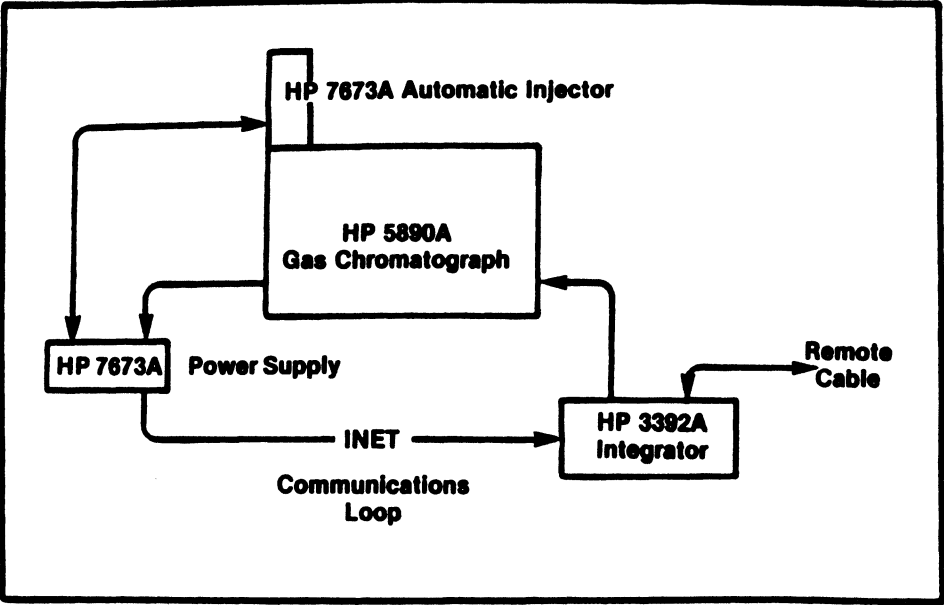 HP 7673A Automatic Injector
HP 5890A
Gas Chromatograph
HP 7673A Power Supply
Remote
Cable
HP 3392A
Integrator
INET
Communications
Loop